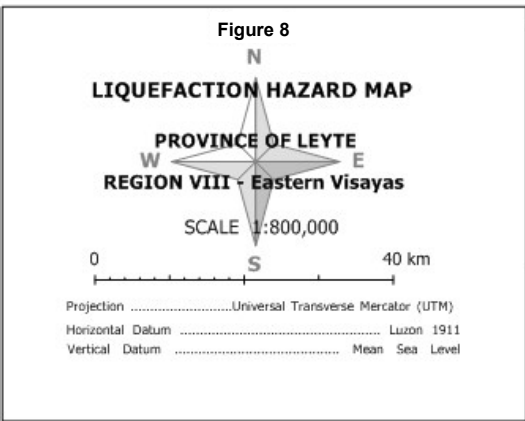 Figure 8
N
LIQUEFACTION HAZARD MAP
PROVINCE OF LEYTE
W E
REGION VIII - Eastern Visayas
SCALE 1:800,000
0 S 40 km
Projection ..........................Universal Transverse Mercator (UTM)
Horizontal Datum .................................................... Luzon 1911
Vertical Datum ........................................... Mean Sea Level